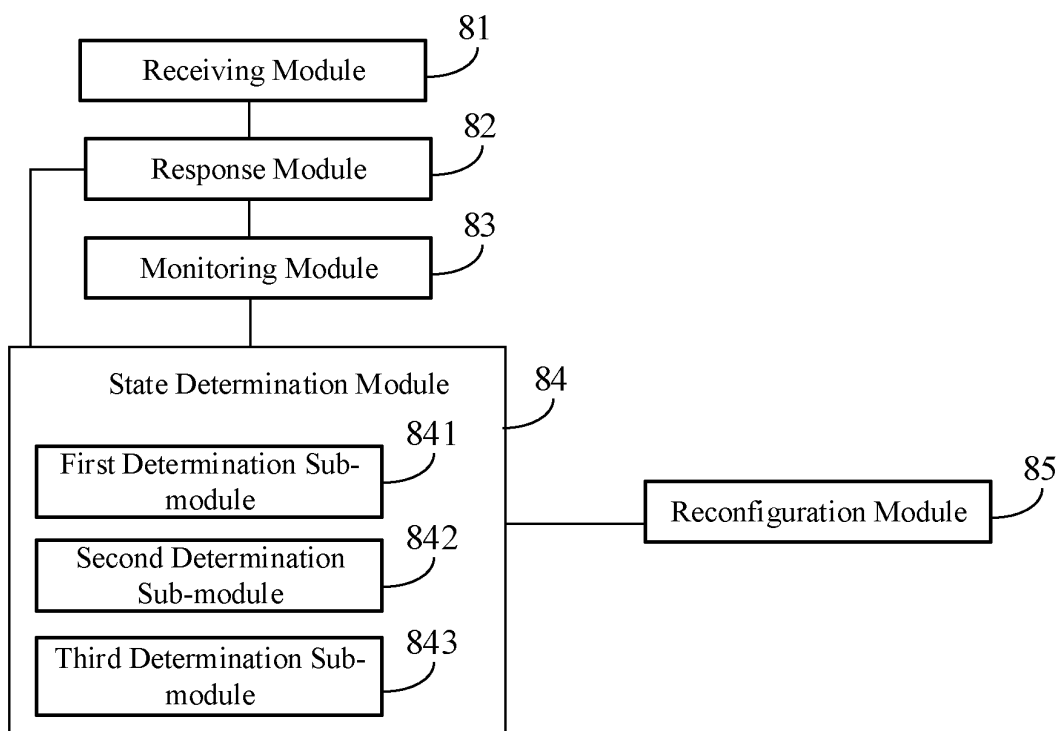 81
Receiving Module
82
Response Module
83
Monitoring Module
State Determination Module
84
841
First Determination Sub-
module
842
Second Determination
Sub-module
843
Third Determination Sub-
module
85
Reconfiguration Module